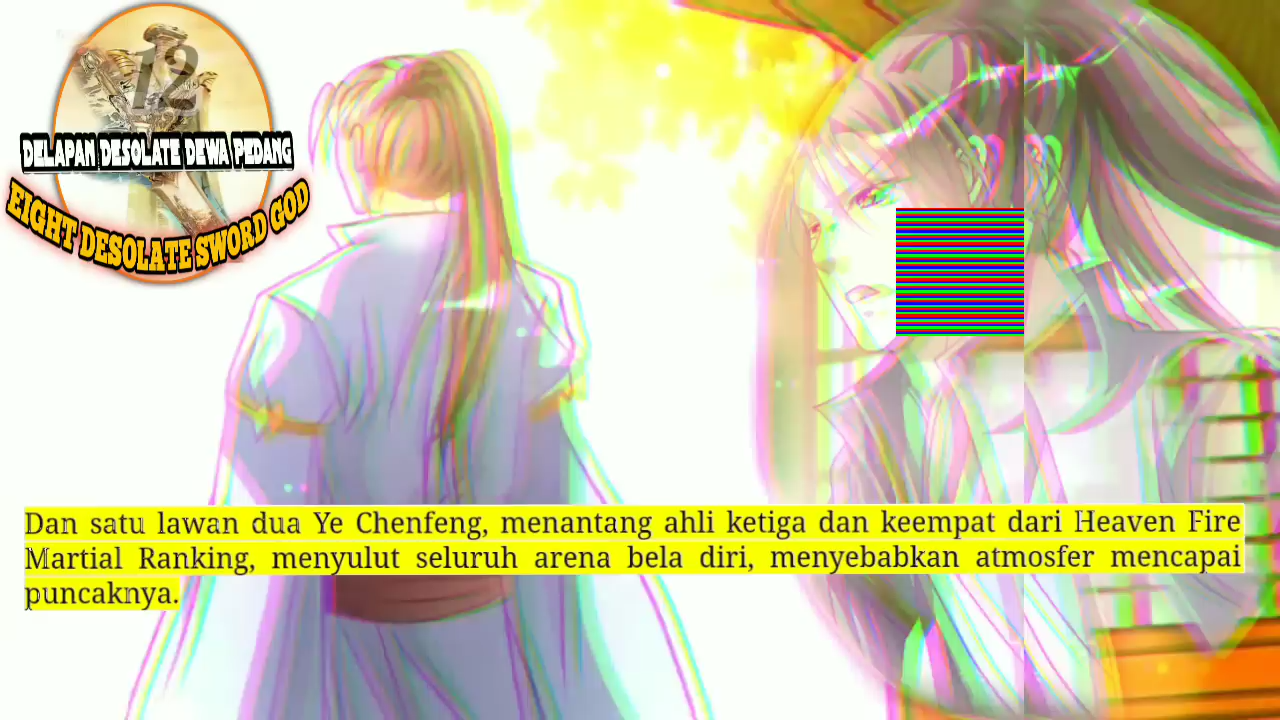 12
DELAPAN DESOLATE DEWA PEDANG
EIGHT DESOLATE SWORD GOD
Dan satu lawan dua Ye Chenfeng, menantang ahli ketiga dan keempat dari Heaven Fire
Martial Ranking, menyulut seluruh arena bela diri, menyebabkan atmosfer mencapai
puncaknya.